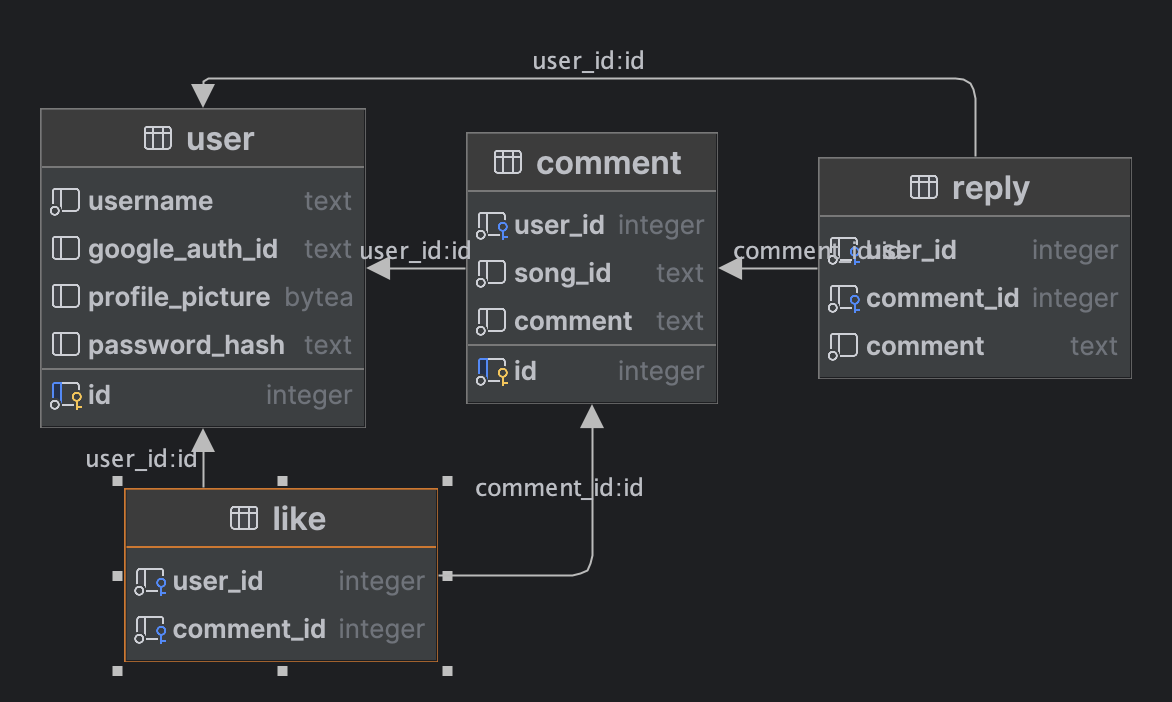 user_id:id
user
username text
google_auth_id text
profile_picture bytea
password_hash text
id integer
user_id:id
comment
user_id integer
song_id text
comment text
id integer
comment_id:id
reply
user_id integer
comment_id integer
comment text
user_id:id
comment_id:id
like
user_id integer
comment_id integer